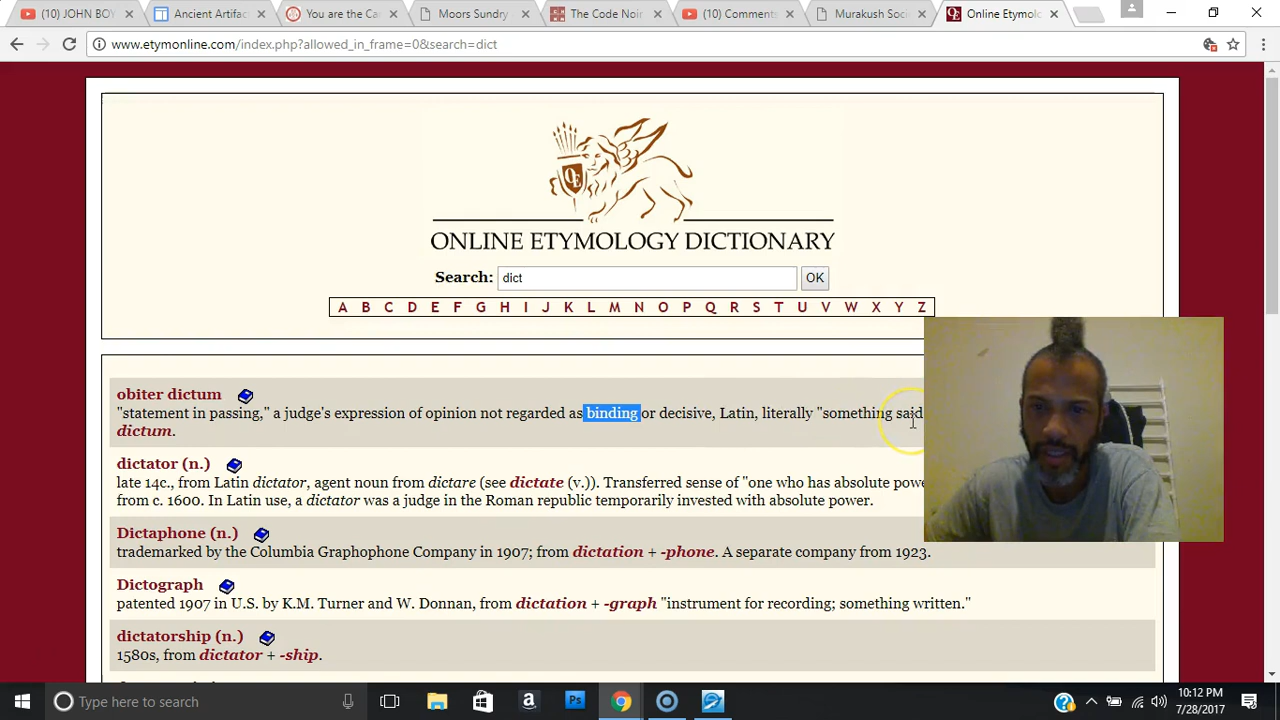 (10) JOHN BOY
Ancient Artifac
You are the Ca
Moors Sundry
The Code Noir
(10) Comments
Murakush Soci
OE
Online Etymolo
www.etymonline.com/index.php?allowed_in_frame=0&search=dict
OE
ONLINE ETYMOLOGY DICTIONARY
Search: dict OK
A B C D E F G H I J K L M N O P Q R S T U V W X Y Z
obiter dictum
"statement in passing," a judge's expression of opinion not regarded as binding or decisive, Latin, literally "something said
dictum.
dictator (n.)
late 14c., from Latin dictator, agent noun from dictare (see dictate (v.)). Transferred sense of "one who has absolute powe
from c. 1600. In Latin use, a dictator was a judge in the Roman republic temporarily invested with absolute power.
Dictaphone (n.)
trademarked by the Columbia Graphophone Company in 1907; from dictation + -phone. A separate company from 1923.
Dictograph
patented 1907 in U.S. by K.M. Turner and W. Donnan, from dictation + -graph "instrument for recording; something written."
dictatorship (n.)
1580s, from dictator + -ship.
Type here to search
a
Ps
10:12 PM
7/28/2017